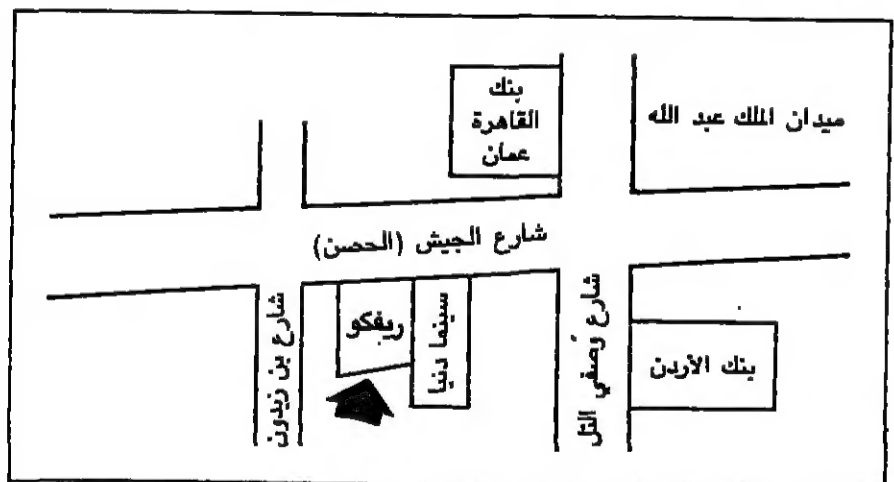 بنك
القاهرة
عمان
ميدان الملك عبد الله
شارع الجيش (الحصن)
ريفكو
سينما دنيا
شارع بن زيدون
شارع وصفي التل
بنك الأردن